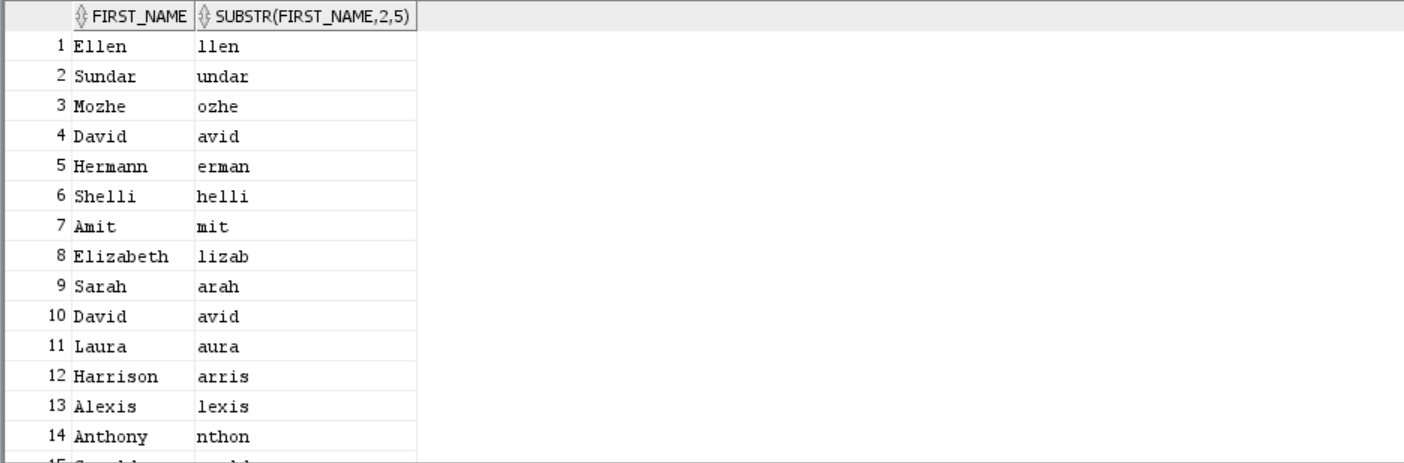 FIRST_NAME SUBSTR(FIRST_NAME,2,5)
1 Ellen llen
2 Sundar undar
3 Mozhe ozhe
4 David avid
5 Hermann erman
6 Shelli helli
7 Amit mit
8 Elizabeth lizab
9 Sarah arah
10 David avid
11 Laura aura
12 Harrison arris
13 Alexis lexis
14 Anthony nthon